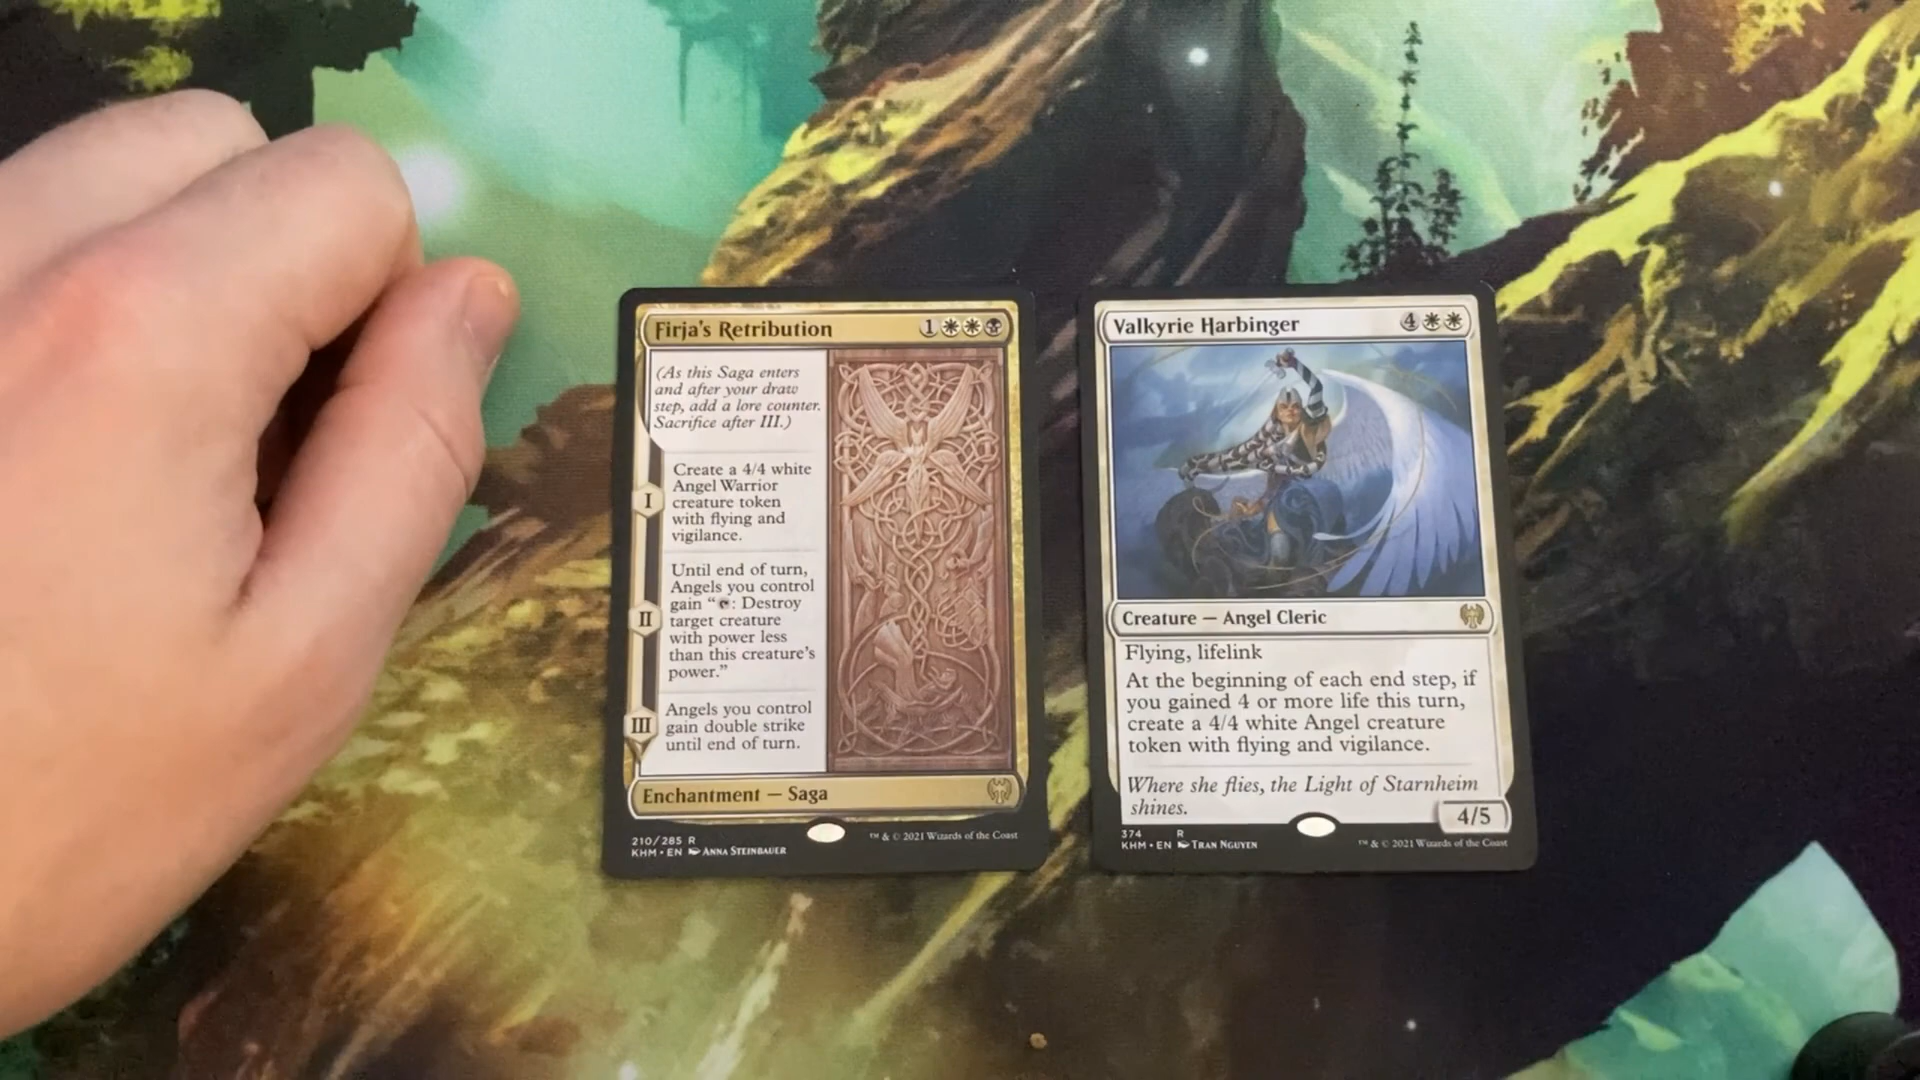 Firja's Retribution 1
(As this Saga enters
and after your draw
step, add a lore counter.
Sacrifice after III.)
I
Create a 4/4 white
Angel Warrior
creature token
with flying and
vigilance.
II
Until end of turn,
Angels you control
gain “: Destroy
target creature
with power less
than this creature's
power.”
III
Angels you control
gain double strike
until end of turn.
Enchantment — Saga
210/285 R
KHM • EN ANNA STEINBAUER
™ & © 2021 Wizards of the Coast
Valkyrie Harbinger 4
Creature — Angel Cleric
Flying, lifelink
At the beginning of each end step, if
you gained 4 or more life this turn,
create a 4/4 white Angel creature
token with flying and vigilance.
Where she flies, the Light of Starnheim
shines.
4/5
374 R
KHM • EN TRAN NGUYEN
™ & © 2021 Wizards of the Coast